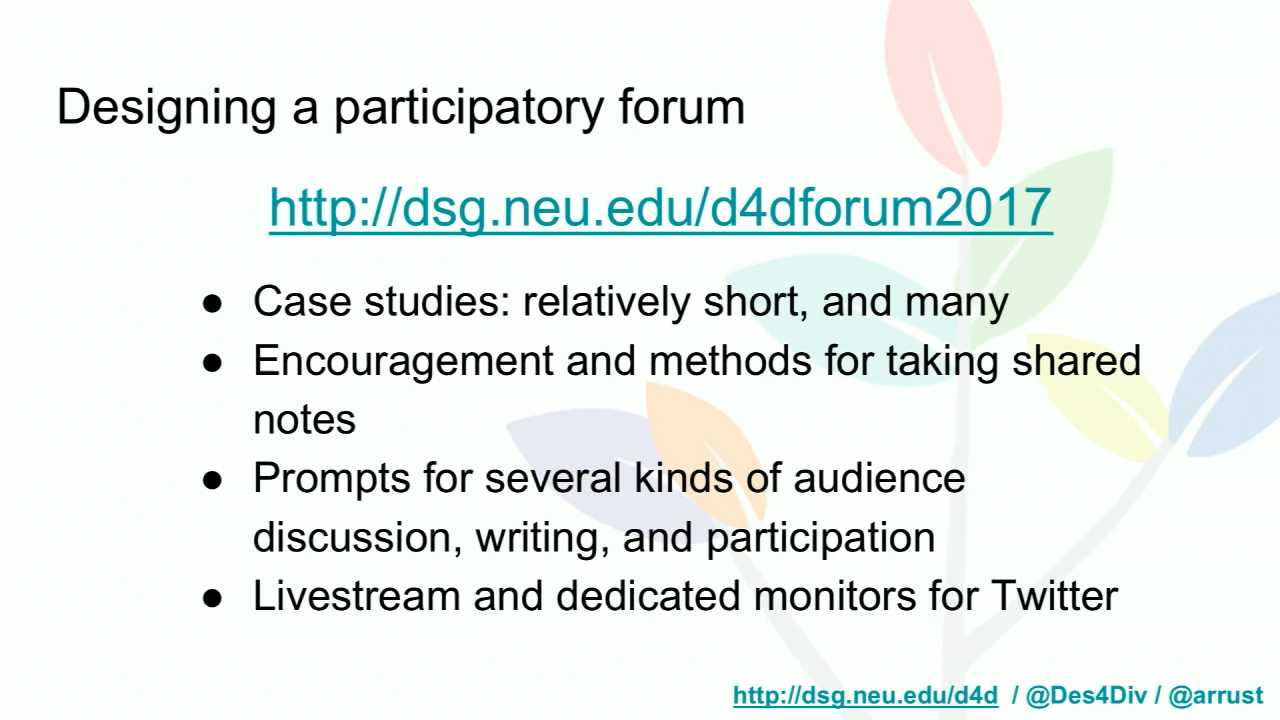 Designing a participatory forum
http://dsg.neu.edu/d4dforum2017
● Case studies: relatively short, and many
● Encouragement and methods for taking shared
notes
● Prompts for several kinds of audience
discussion, writing, and participation
● Livestream and dedicated monitors for Twitter
http://dsg.neu.edu/d4d / @Des4Div / @arrust